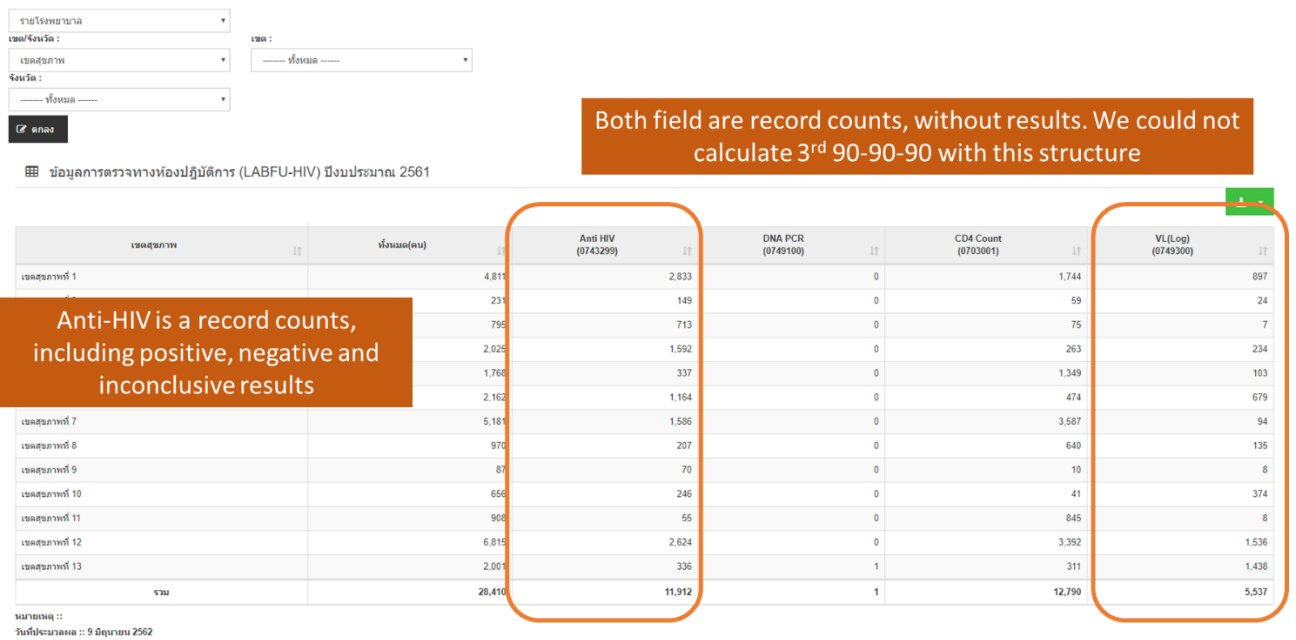 รายโรงพยาบาล
เขต/จังหวัด :
เขต :
เขตสุขภาพ
------- ทั้งหมด ------
จังหวัด :
------- ทั้งหมด ------
ตกลง
Both field are record counts, without results. We could not
calculate 3rd 90-90-90 with this structure
ข้อมูลการตรวจทางห้องปฏิบัติการ (LABFU-HIV) ปีงบประมาณ 2561
เขตสุขภาพ ทั้งหมด(คน) Anti HIV (0743299) DNA PCR (0749100) CD4 Count (0703001) VL(Log) (0749300)
เขตสุขภาพที่ 1 4,811 2,833 0 1,744 897
231 149 0 59 24
Anti-HIV is a record counts,
including positive, negative and
inconclusive results
795 713 0 75 7
2,025 1,592 0 263 234
1,768 337 0 1,349 103
2,162 1,164 0 474 679
เขตสุขภาพที่ 7 5,181 1,586 0 3,587 94
เขตสุขภาพที่ 8 970 207 0 640 135
เขตสุขภาพที่ 9 87 70 0 10 8
เขตสุขภาพที่ 10 656 246 0 41 374
เขตสุขภาพที่ 11 908 55 0 845 8
เขตสุขภาพที่ 12 6,815 2,624 0 3,392 1,536
เขตสุขภาพที่ 13 2,001 336 1 311 1,438
รวม 28,410 11,912 1 12,790 5,537
หมายเหตุ ::
วันที่ประมวลผล :: 9 มิถุนายน 2562